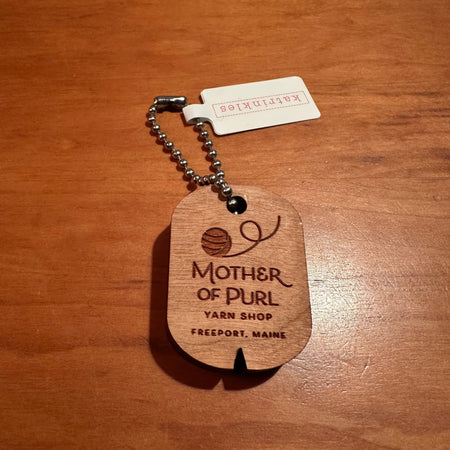 katrinkles
MOTHER
OF PURL
YARN SHOP
FREEPORT, MAINE